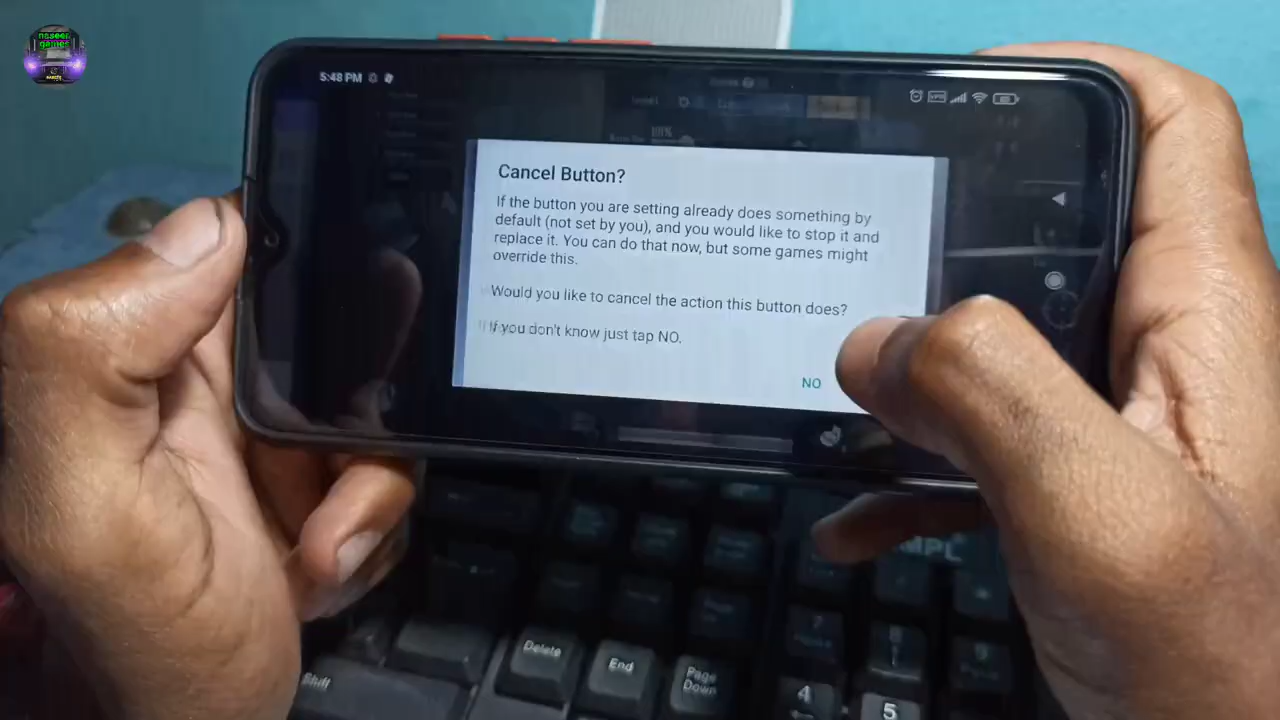 naseer
games
5:48 PM
Cancel Button?
If the button you are setting already does something by
default (not set by you), and you would like to stop it and
replace it. You can do that now, but some games might
override this.
Would you like to cancel the action this button does?
If you don't know just tap NO.
NO
Delete
End
Page
Down
Shift
7
4
5